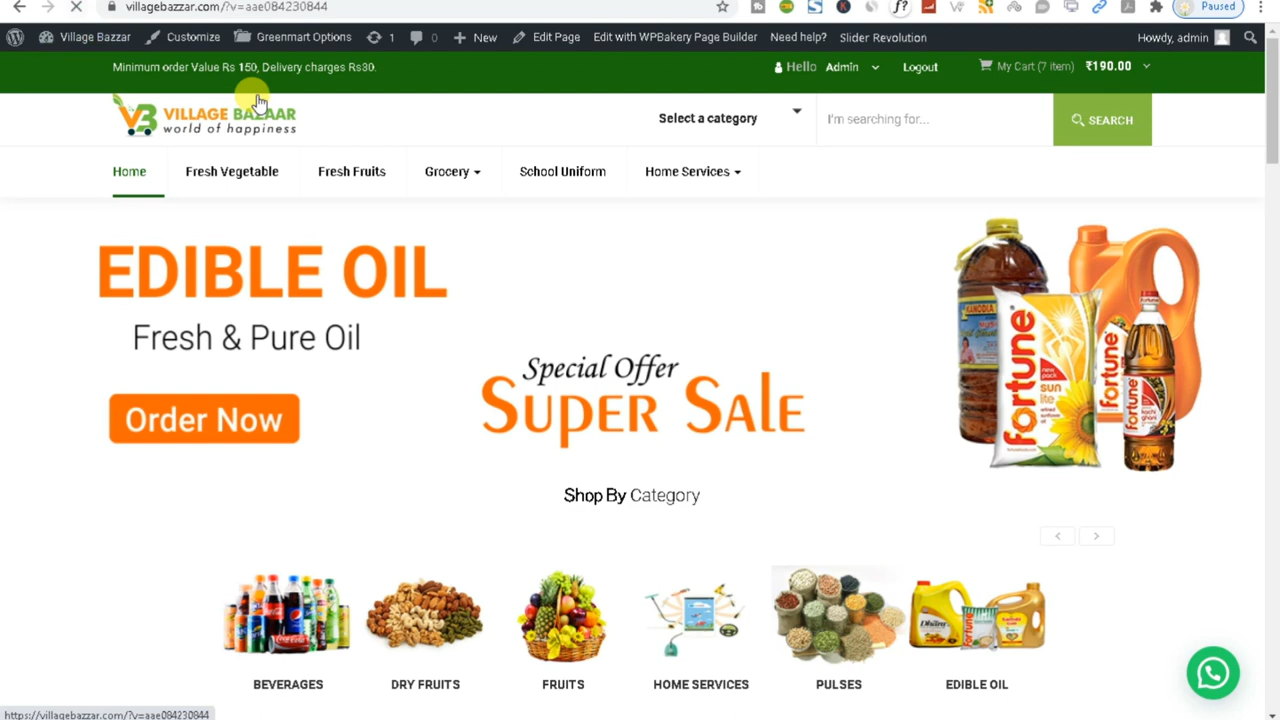 villagebazzar.com/?v=aae084230844
Paused
Village Bazzar
Customize
Greenmart Options
1
0
New
Edit Page
Edit with WPBakery Page Builder
Need help?
Slider Revolution
Howdy, admin
Minimum order Value Rs 150, Delivery charges Rs30.
Hello Admin
Logout
My Cart (7 item) ₹190.00
VB VILLAGE BAZAAR
world of happiness
Select a category
I'm searching for...
SEARCH
Home
Fresh Vegetable
Fresh Fruits
Grocery
School Uniform
Home Services
EDIBLE OIL
Fresh & Pure Oil
Order Now
Special Offer
Super Sale
fortune
sun
lite
fortune
Shop By Category
BEVERAGES
DRY FRUITS
FRUITS
HOME SERVICES
PULSES
EDIBLE OIL
https://villagebazzar.com/?v=aae084230844